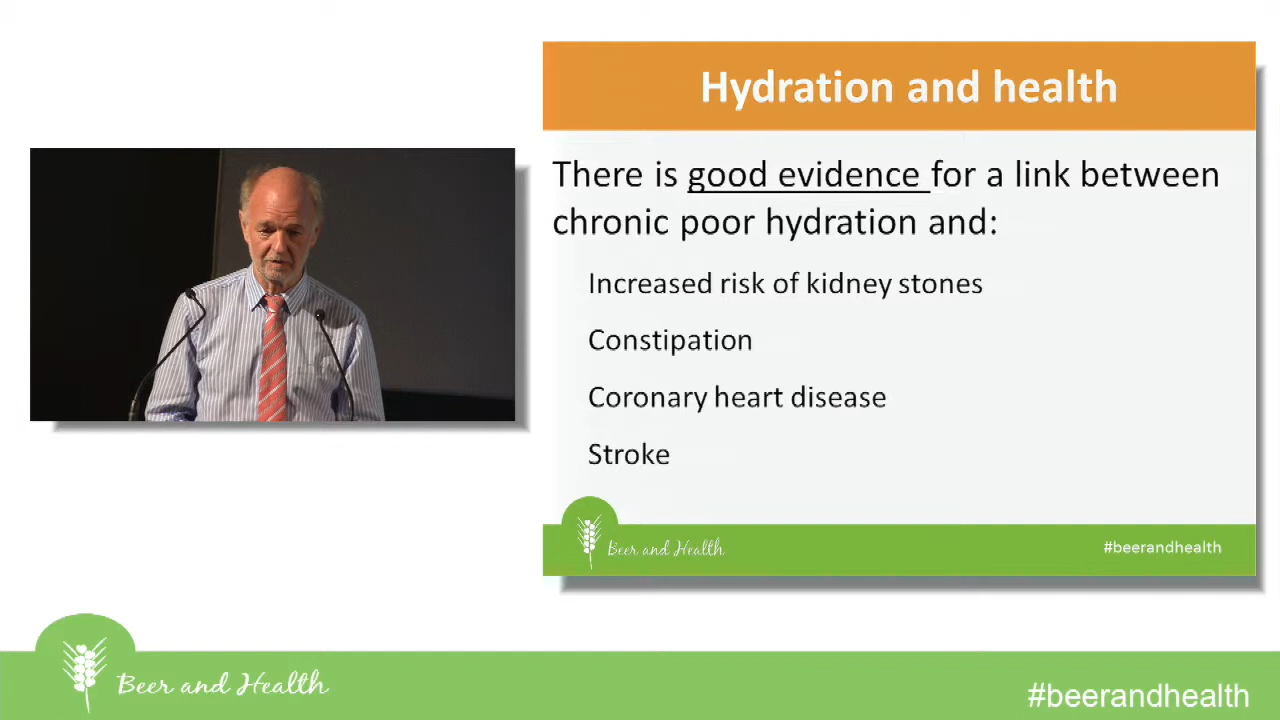 Hydration and health
There is good evidence for a link between
chronic poor hydration and:
Increased risk of kidney stones
Constipation
Coronary heart disease
Stroke
Beer and Health
#beerandhealth
Beer and Health
#beerandhealth